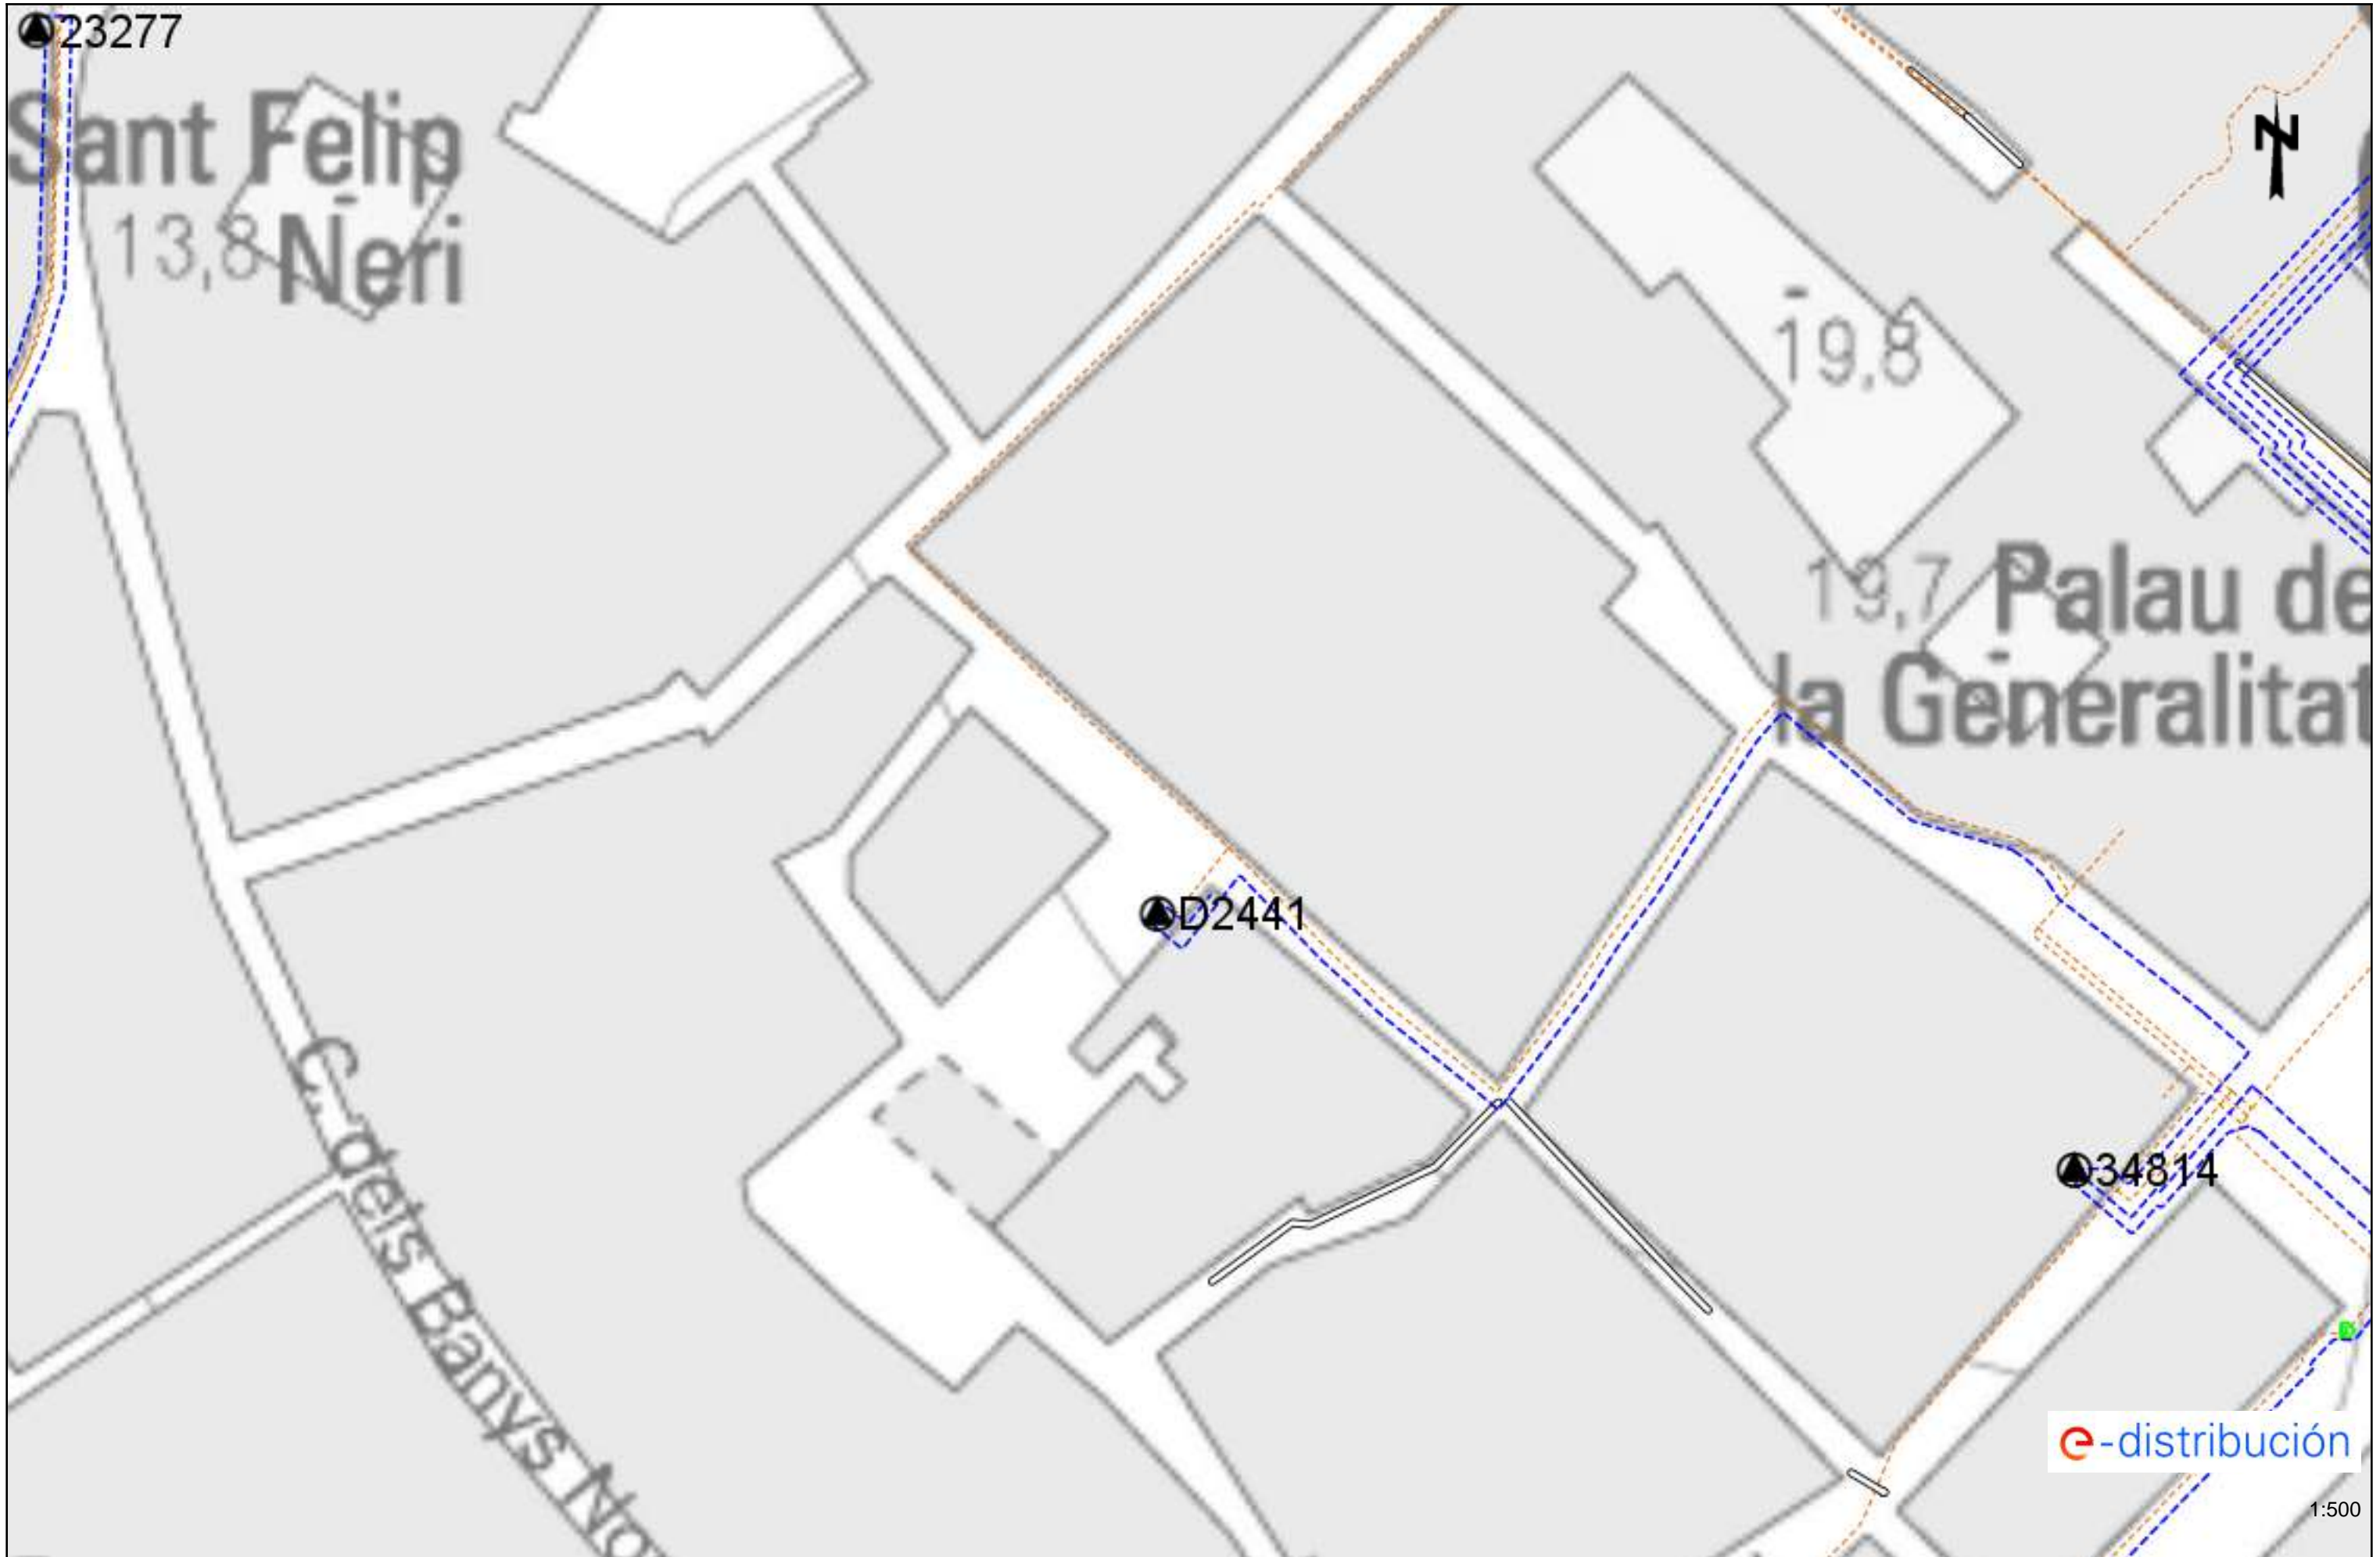 23277
Sant Felip
Neri
13,8
N
19,8
19,7
Palau de
la Generalitat
D2441
34814
C. dels Banys No
e-distribución
1:500